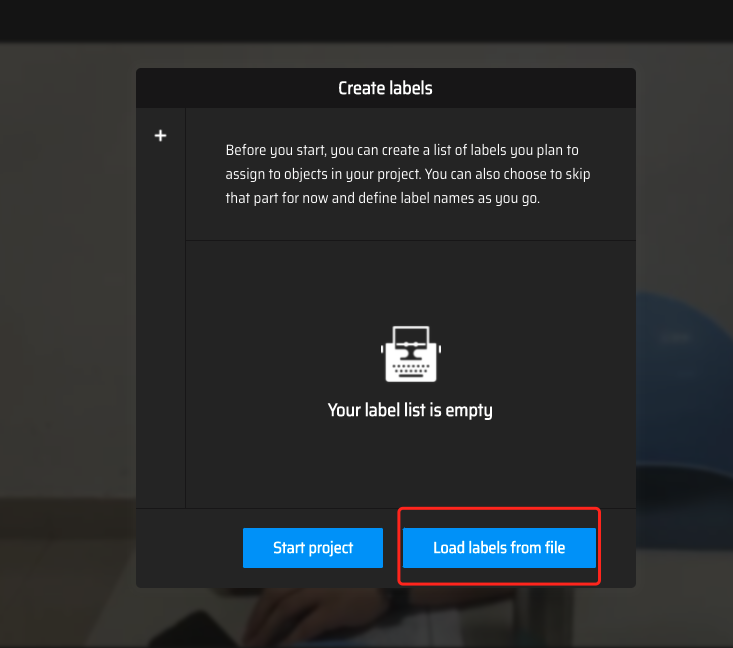 Create labels
+
Before you start, you can create a list of labels you plan to
assign to objects in your project. You can also choose to skip
that part for now and define label names as you go.
Your label list is empty
Start project
Load labels from file